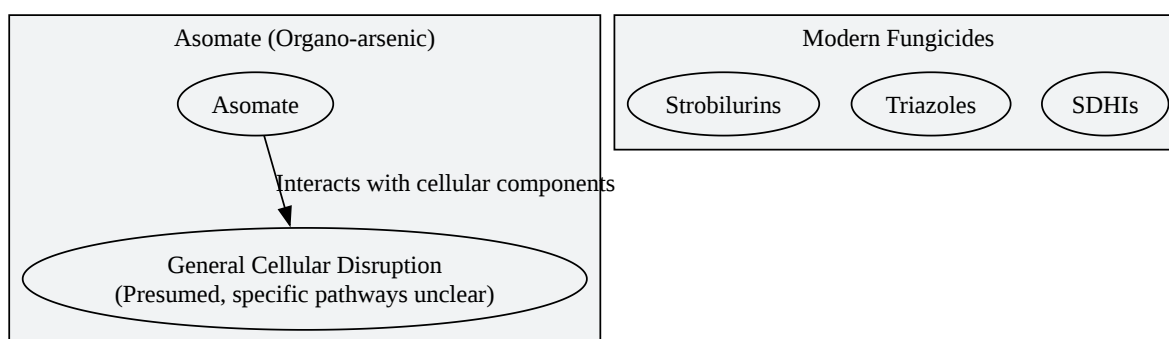 Asomate (Organo-arsenic)
Asomate
Interacts with cellular components
General Cellular Disruption
(Presumed, specific pathways unclear)
Modern Fungicides
Strobilurins
Triazoles
SDHIs